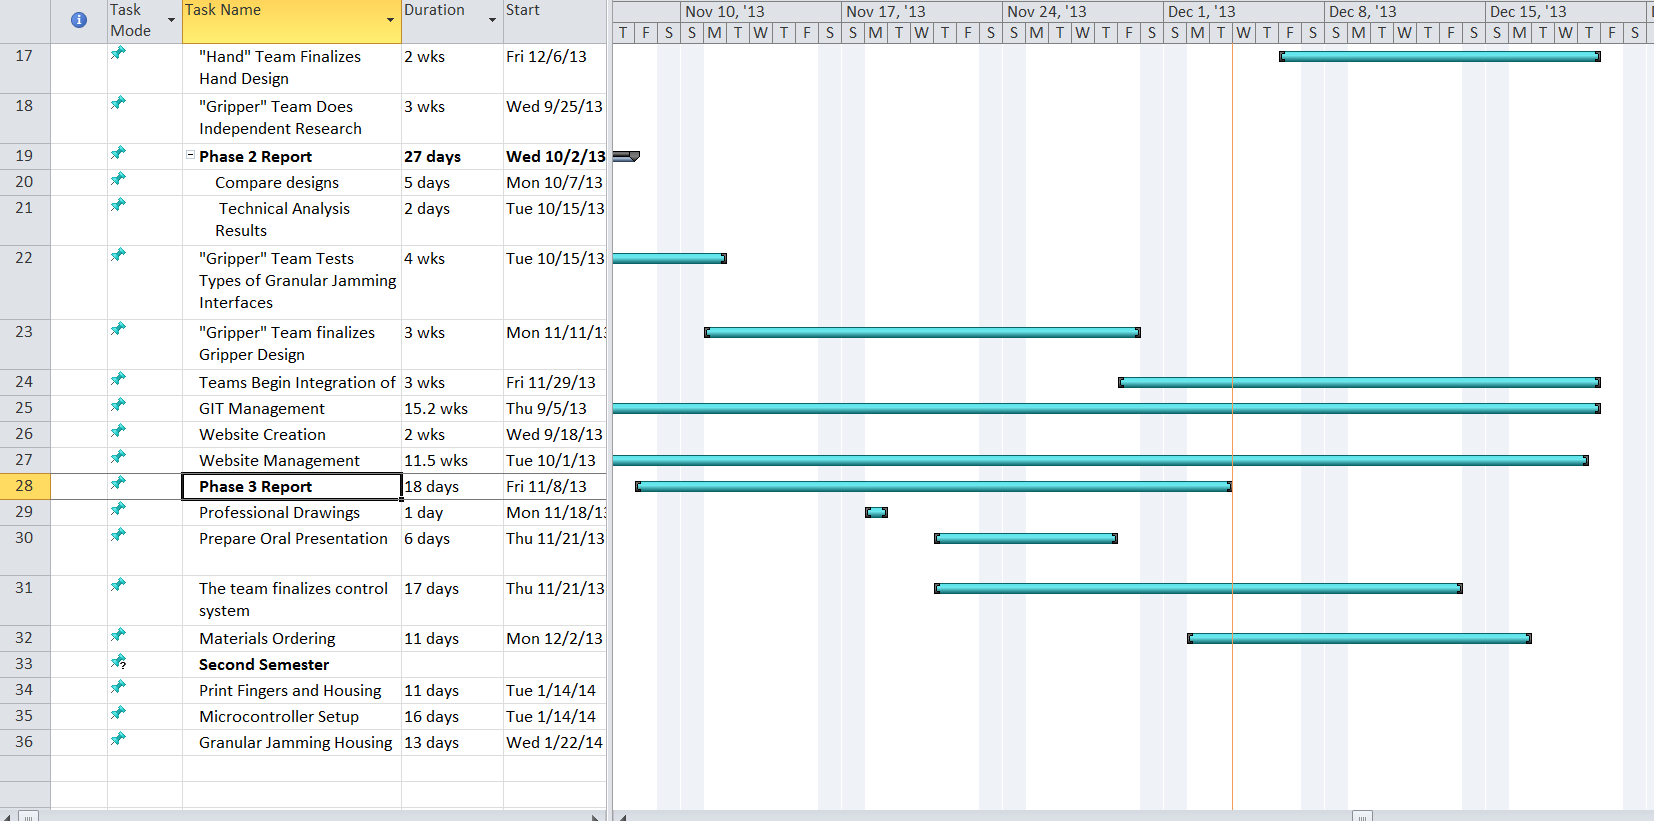 Task Mode Task Name Duration Start
Nov 10, '13 Nov 17, '13 Nov 24, '13 Dec 1, '13 Dec 8, '13 Dec 15, '13
T F S S M T W T F S S M T W T F S S M T W T F S S M T W T F S S M T W T F S S M T W T F S
17 "Hand" Team Finalizes Hand Design 2 wks Fri 12/6/13
18 "Gripper" Team Does Independent Research 3 wks Wed 9/25/13
19 Phase 2 Report 27 days Wed 10/2/13
20 Compare designs 5 days Mon 10/7/13
21 Technical Analysis Results 2 days Tue 10/15/13
22 "Gripper" Team Tests Types of Granular Jamming Interfaces 4 wks Tue 10/15/13
23 "Gripper" Team finalizes Gripper Design 3 wks Mon 11/11/13
24 Teams Begin Integration of 3 wks Fri 11/29/13
25 GIT Management 15.2 wks Thu 9/5/13
26 Website Creation 2 wks Wed 9/18/13
27 Website Management 11.5 wks Tue 10/1/13
28 Phase 3 Report 18 days Fri 11/8/13
29 Professional Drawings 1 day Mon 11/18/13
30 Prepare Oral Presentation 6 days Thu 11/21/13
31 The team finalizes control system 17 days Thu 11/21/13
32 Materials Ordering 11 days Mon 12/2/13
33 Second Semester
34 Print Fingers and Housing 11 days Tue 1/14/14
35 Microcontroller Setup 16 days Tue 1/14/14
36 Granular Jamming Housing 13 days Wed 1/22/14